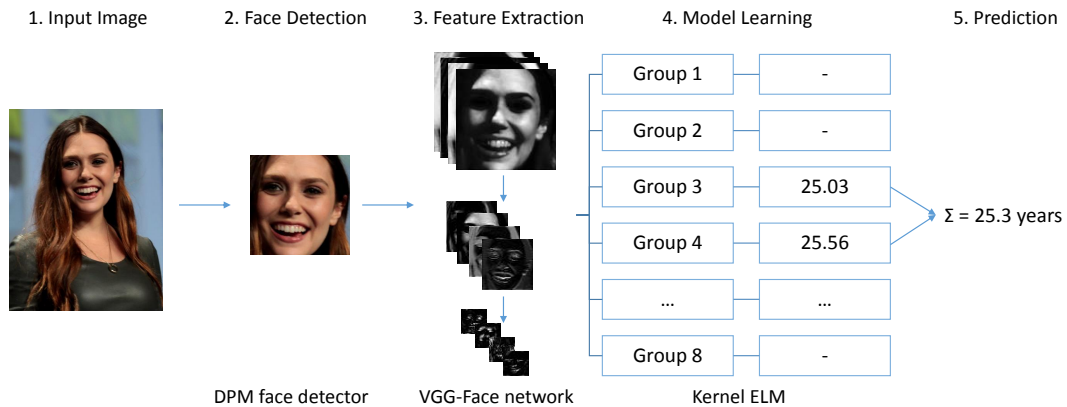 1. Input Image
2. Face Detection
3. Feature Extraction
4. Model Learning
5. Prediction
Group 1
-
Group 2
-
Group 3
25.03
Group 4
25.56
Σ = 25.3 years
...
...
Group 8
-
DPM face detector
VGG-Face network
Kernel ELM